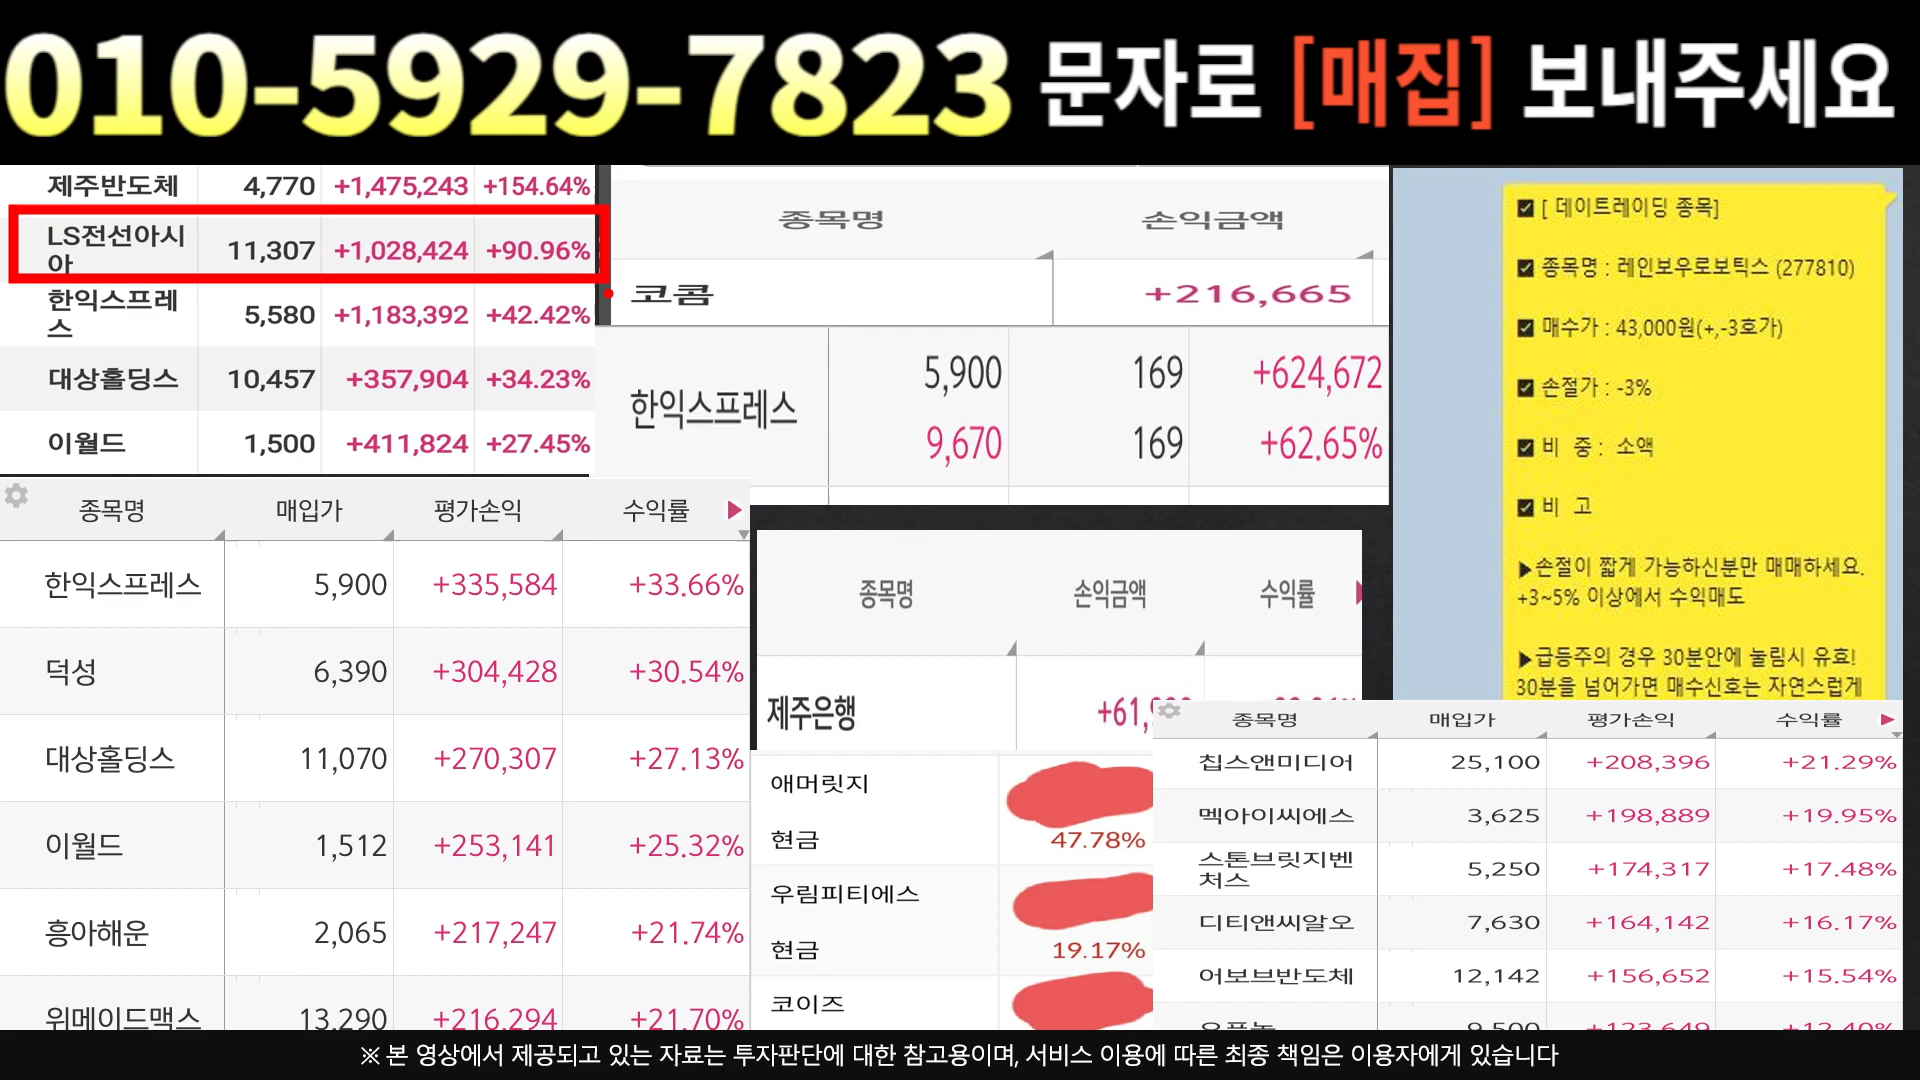 010-5929-7823 문자로 [매집] 보내주세요
제주반도체 4,770 +1,475,243 +154.64%
LS전선아시
아 11,307 +1,028,424 +90.96%
한익스프레
스 5,580 +1,183,392 +42.42%
대상홀딩스 10,457 +357,904 +34.23%
이월드 1,500 +411,824 +27.45%
종목명 손익금액
코콤 +216,665
한익스프레스
5,900 169 +624,672
9,670 169 +62.65%
☑ [ 데이트레이딩 종목]
☑ 종목명 : 레인보우로보틱스 (277810)
☑ 매수가 : 43,000원(+,-3호가)
☑ 손절가 : -3%
☑ 비 중 : 소액
☑ 비 고
▶손절이 짧게 가능하신분만 매매하세요.
+3~5% 이상에서 수익매도
▶급등주의 경우 30분안에 눌림시 유효!
30분을 넘어가면 매수신호는 자연스럽게
종목명 매입가 평가손익 수익률
한익스프레스 5,900 +335,584 +33.66%
덕성 6,390 +304,428 +30.54%
대상홀딩스 11,070 +270,307 +27.13%
이월드 1,512 +253,141 +25.32%
흥아해운 2,065 +217,247 +21.74%
위메이드맥스 13,290 +216,294 +21.70%
종목명 손익금액 수익률
제주은행 +61,
애머릿지
현금 47.78%
우림피티에스
현금 19.17%
코이즈
종목명 매입가 평가손익 수익률
칩스앤미디어 25,100 +208,396 +21.29%
멕아이씨에스 3,625 +198,889 +19.95%
스톤브릿지벤
처스 5,250 +174,317 +17.48%
디티앤씨알오 7,630 +164,142 +16.17%
어보브반도체 12,142 +156,652 +15.54%
※ 본 영상에서 제공되고 있는 자료는 투자판단에 대한 참고용이며, 서비스 이용에 따른 최종 책임은 이용자에게 있습니다